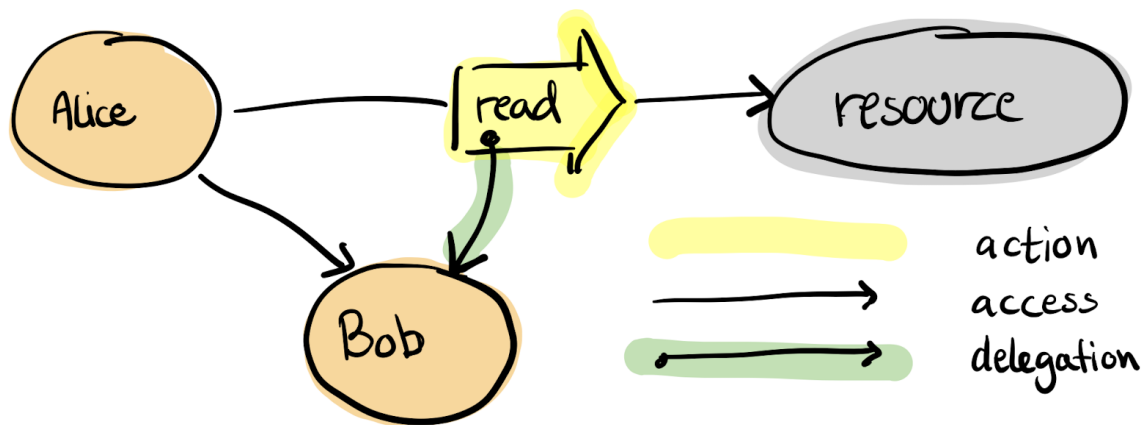 Alice
read
resource
Bob
action
access
delegation